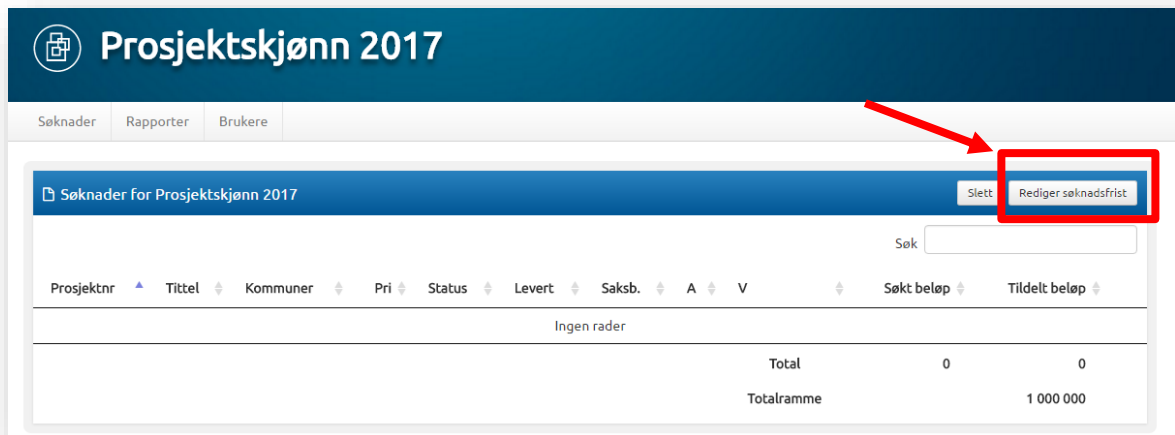 Prosjektskjønn 2017
Søknader Rapporter Brukere
Søknader for Prosjektskjønn 2017 Slett Rediger søknadsfrist
Søk
Prosjektnr Tittel Kommuner Pri Status Levert Saksb. A V Søkt beløp Tildelt beløp
Ingen rader
Total 0 0
Totalramme 1 000 000